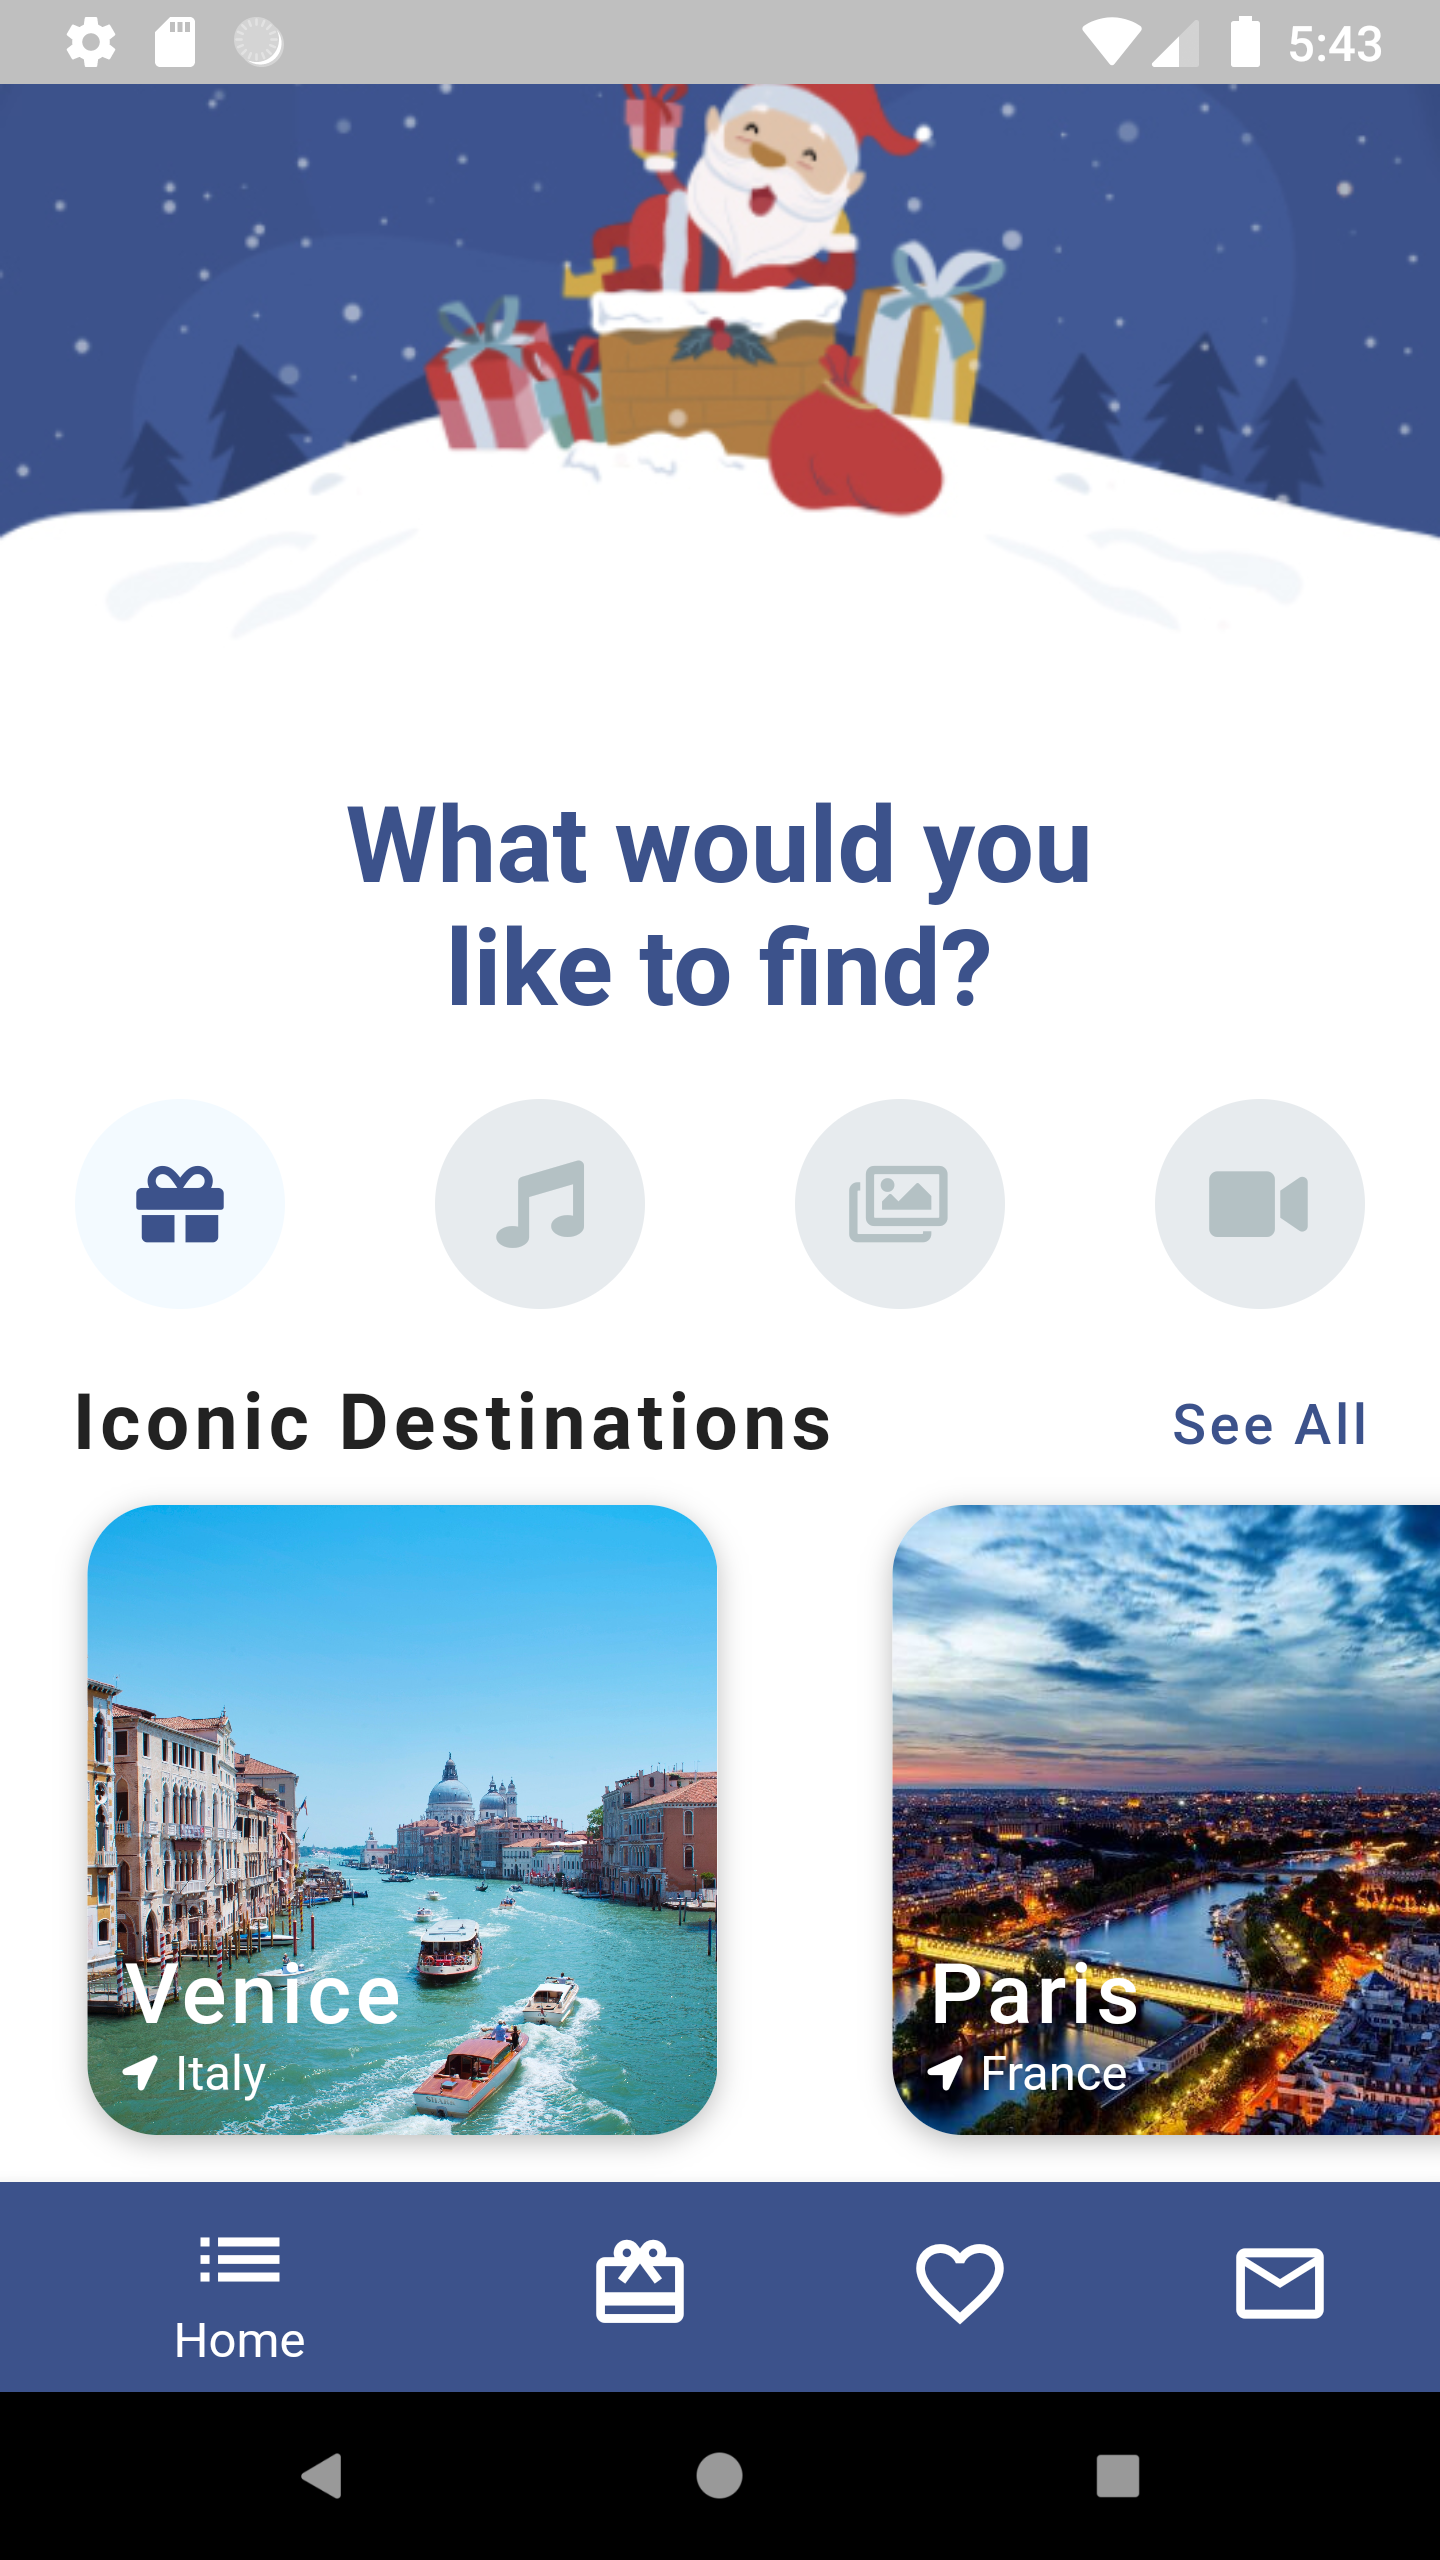 5:43
What would you
like to find?
Iconic Destinations
See All
Venice
Italy
Paris
France
Home